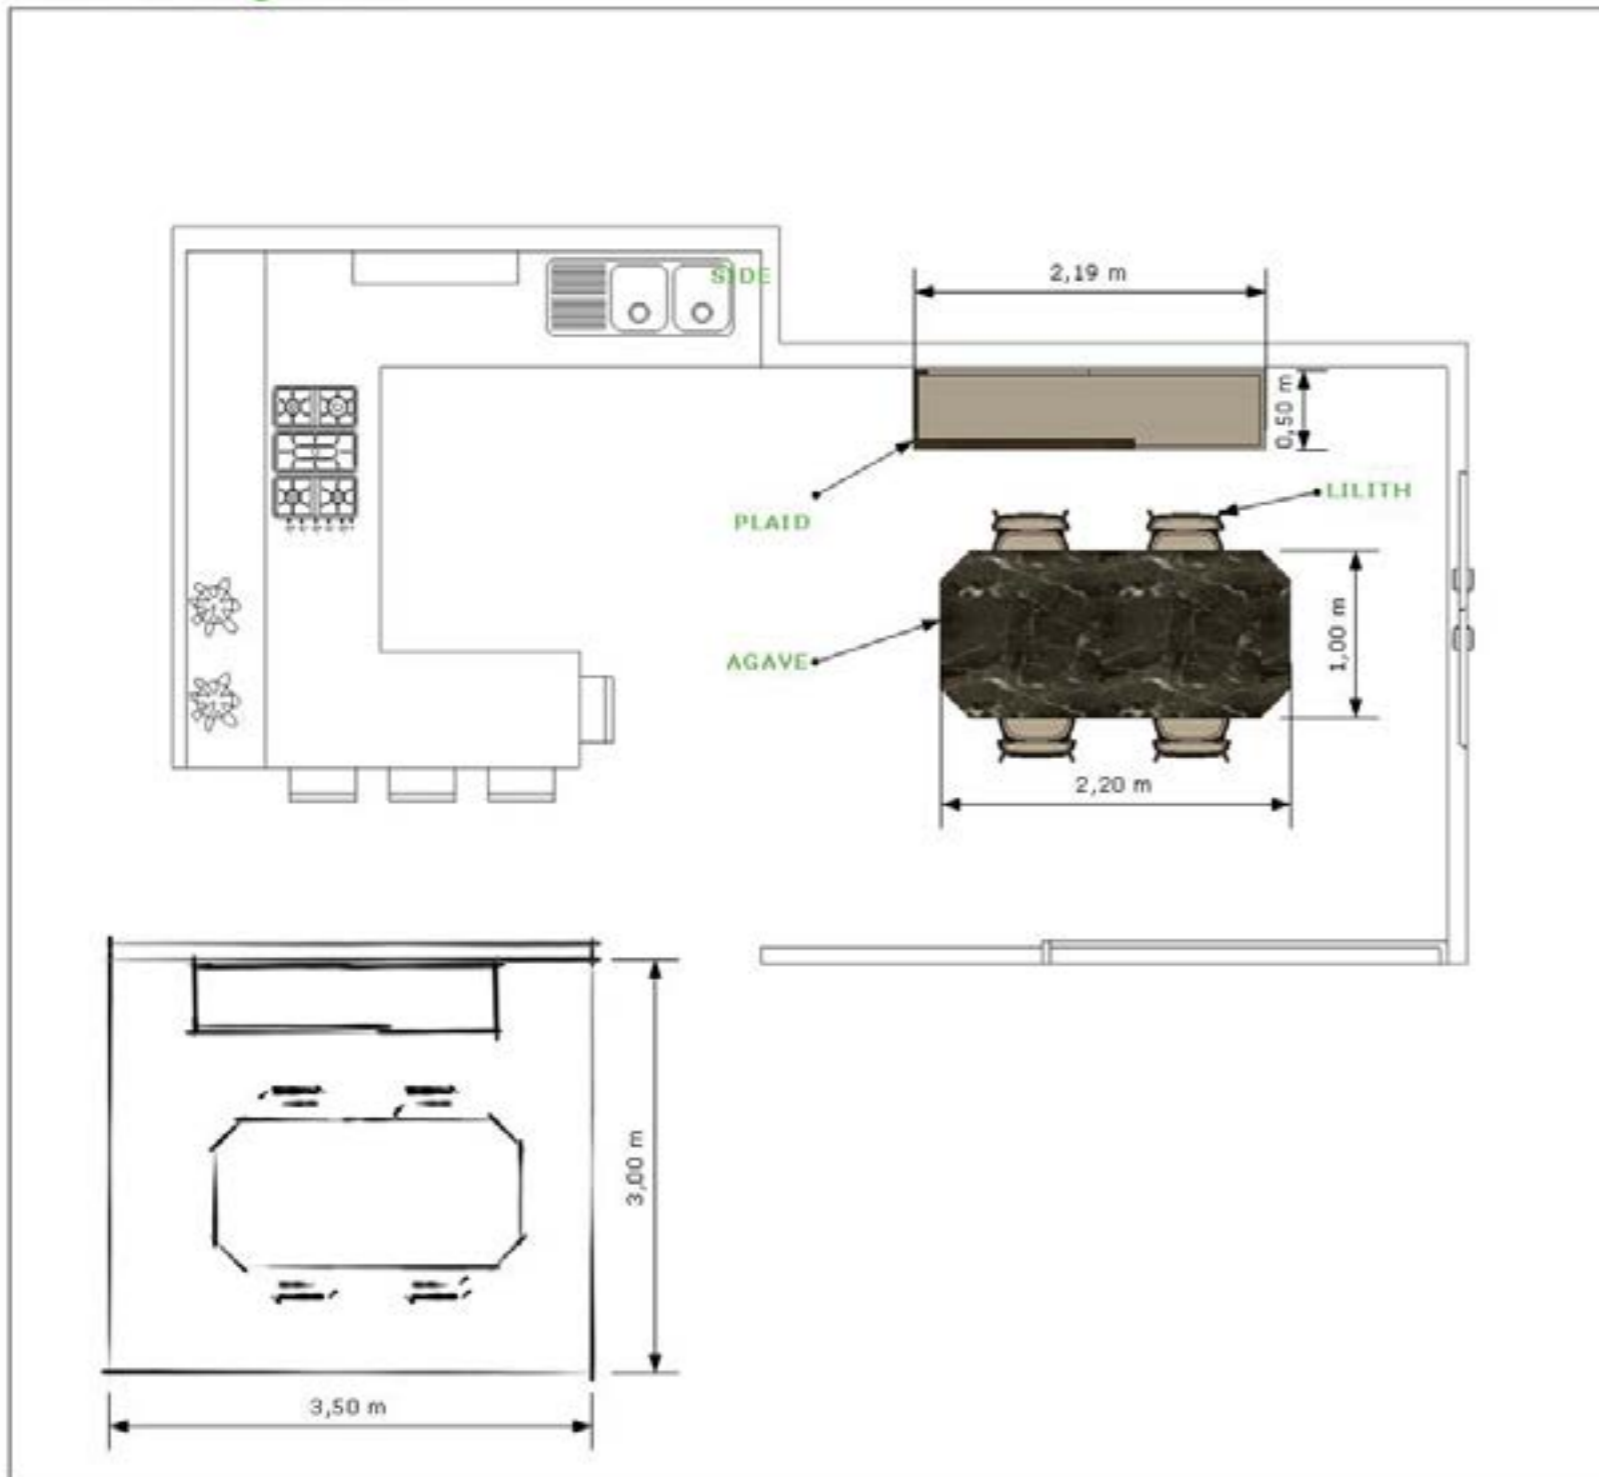 SIDE
2,19 m
0,50 m
LILITH
PLAID
1,00 m
AGAVE
2,20 m
3,00 m
3,50 m